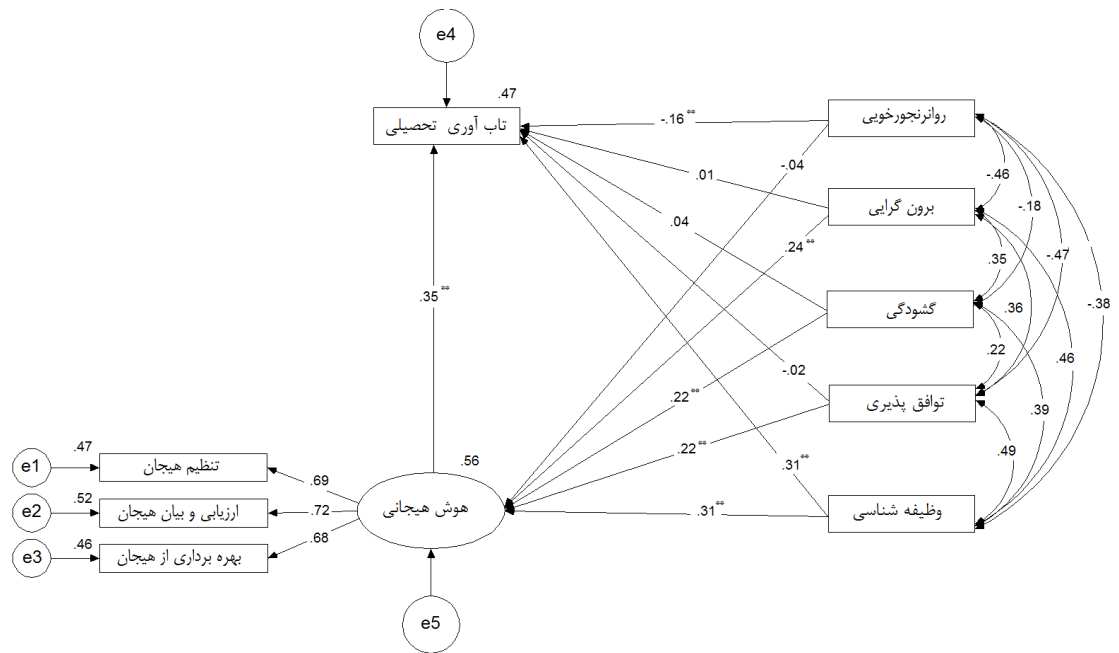 e4
.47
تاب آوری تحصیلی
روانرنجورخویی
-.16 **
-.04
.01
-.46
-.18
برون گرایی
.04
.24 **
.35
-.47
-.38
.35 **
گشودگی
.36
.22
.46
-.02
.22 **
توافق پذیری
.39
.22 **
.49
.31 **
.56
.31 **
وظیفه شناسی
هوش هیجانی
e1
.47
تنظیم هیجان
.69
e2
.52
ارزیابی و بیان هیجان
.72
e3
.46
بهره برداری از هیجان
.68
e5